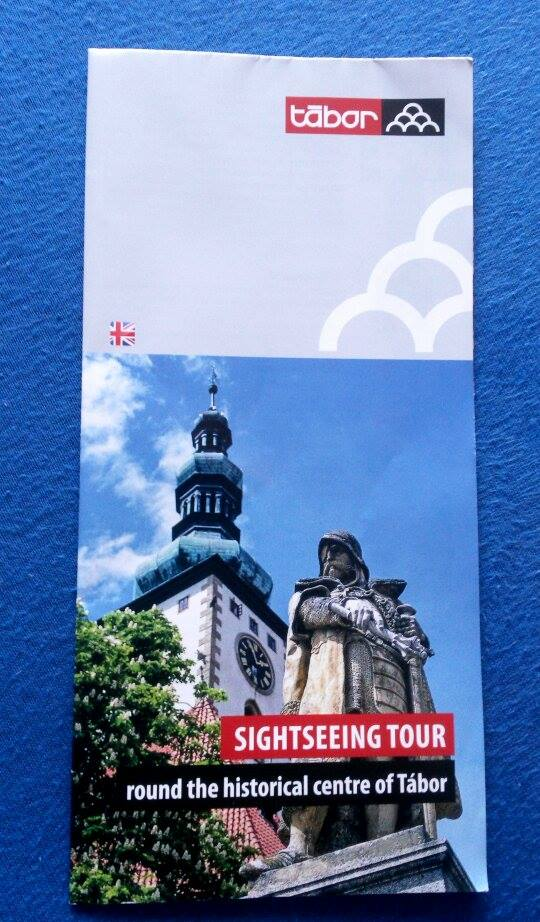 tābor
SIGHTSEEING TOUR
round the historical centre of Tábor